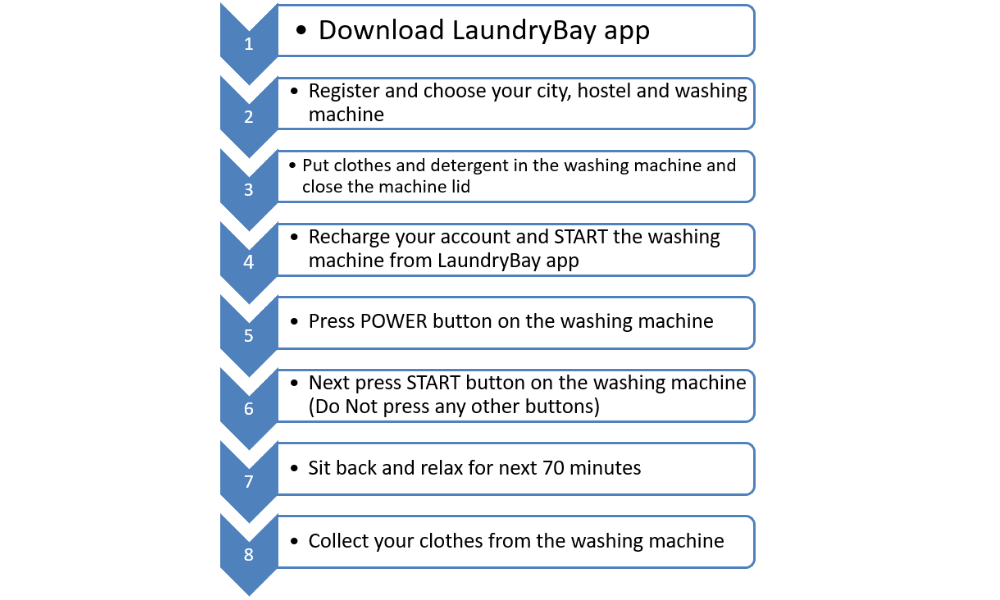 1
• Download LaundryBay app
2
• Register and choose your city, hostel and washing
machine
3
• Put clothes and detergent in the washing machine and
close the machine lid
4
• Recharge your account and START the washing
machine from LaundryBay app
5
• Press POWER button on the washing machine
6
• Next press START button on the washing machine
(Do Not press any other buttons)
7
• Sit back and relax for next 70 minutes
8
• Collect your clothes from the washing machine